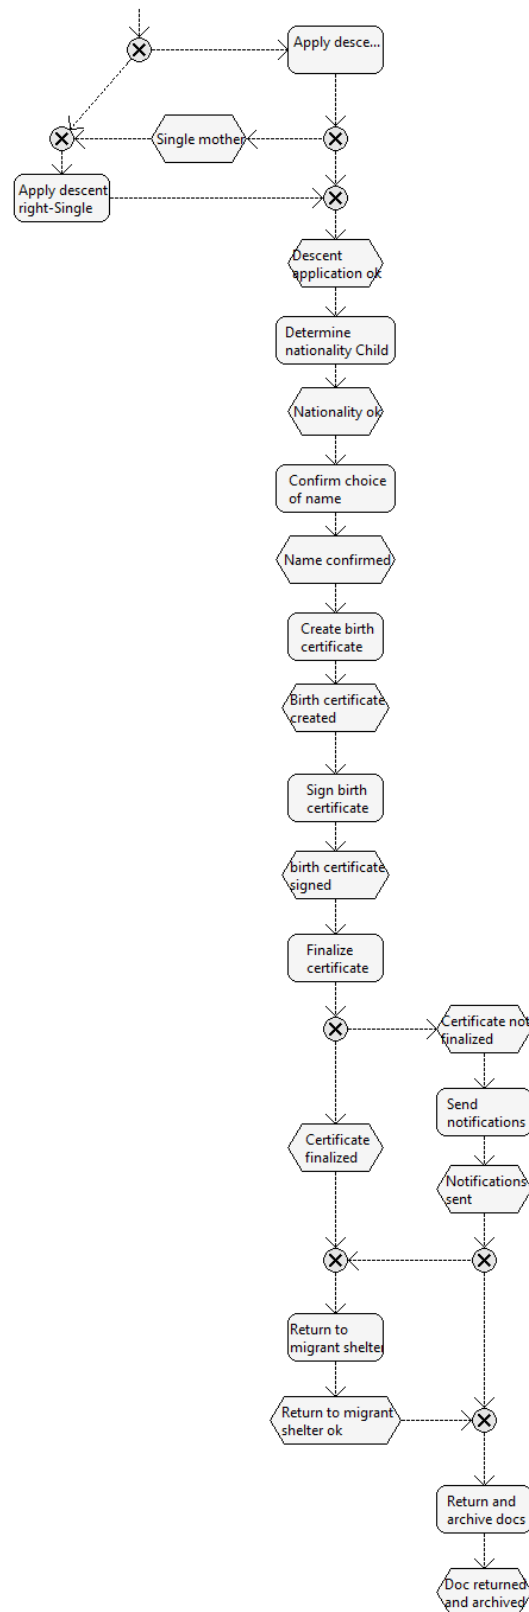 Apply desce...
Single mother
Apply descent
right-Single
Descent
application ok
Determine
nationality Child
Nationality ok
Confirm choice
of name
Name confirmed
Create birth
certificate
Birth certificate
created
Sign birth
certificate
birth certificate
signed
Finalize
certificate
Certificate not
finalized
Send
notifications
Certificate
finalized
Notifications
sent
Return to
migrant shelter
Return to migrant
shelter ok
Return and
archive docs
Doc returned
and archived